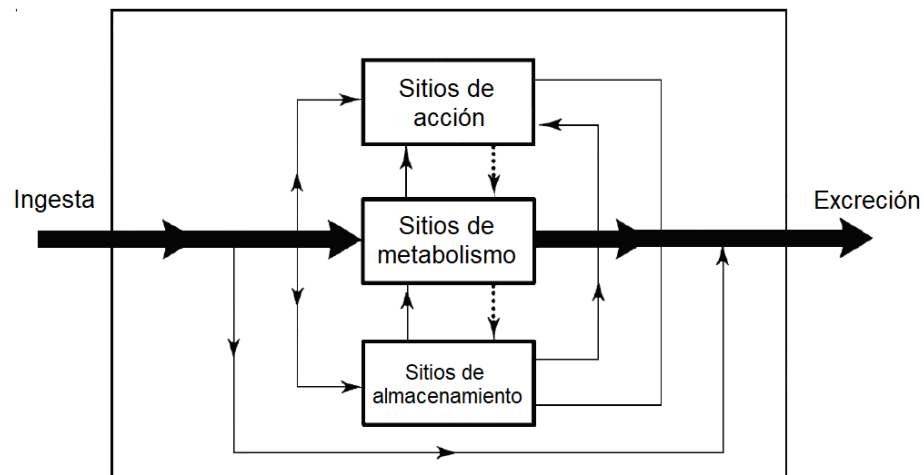 Sitios de
acción
Ingesta
Sitios de
metabolismo
Excreción
Sitios de
almacenamiento